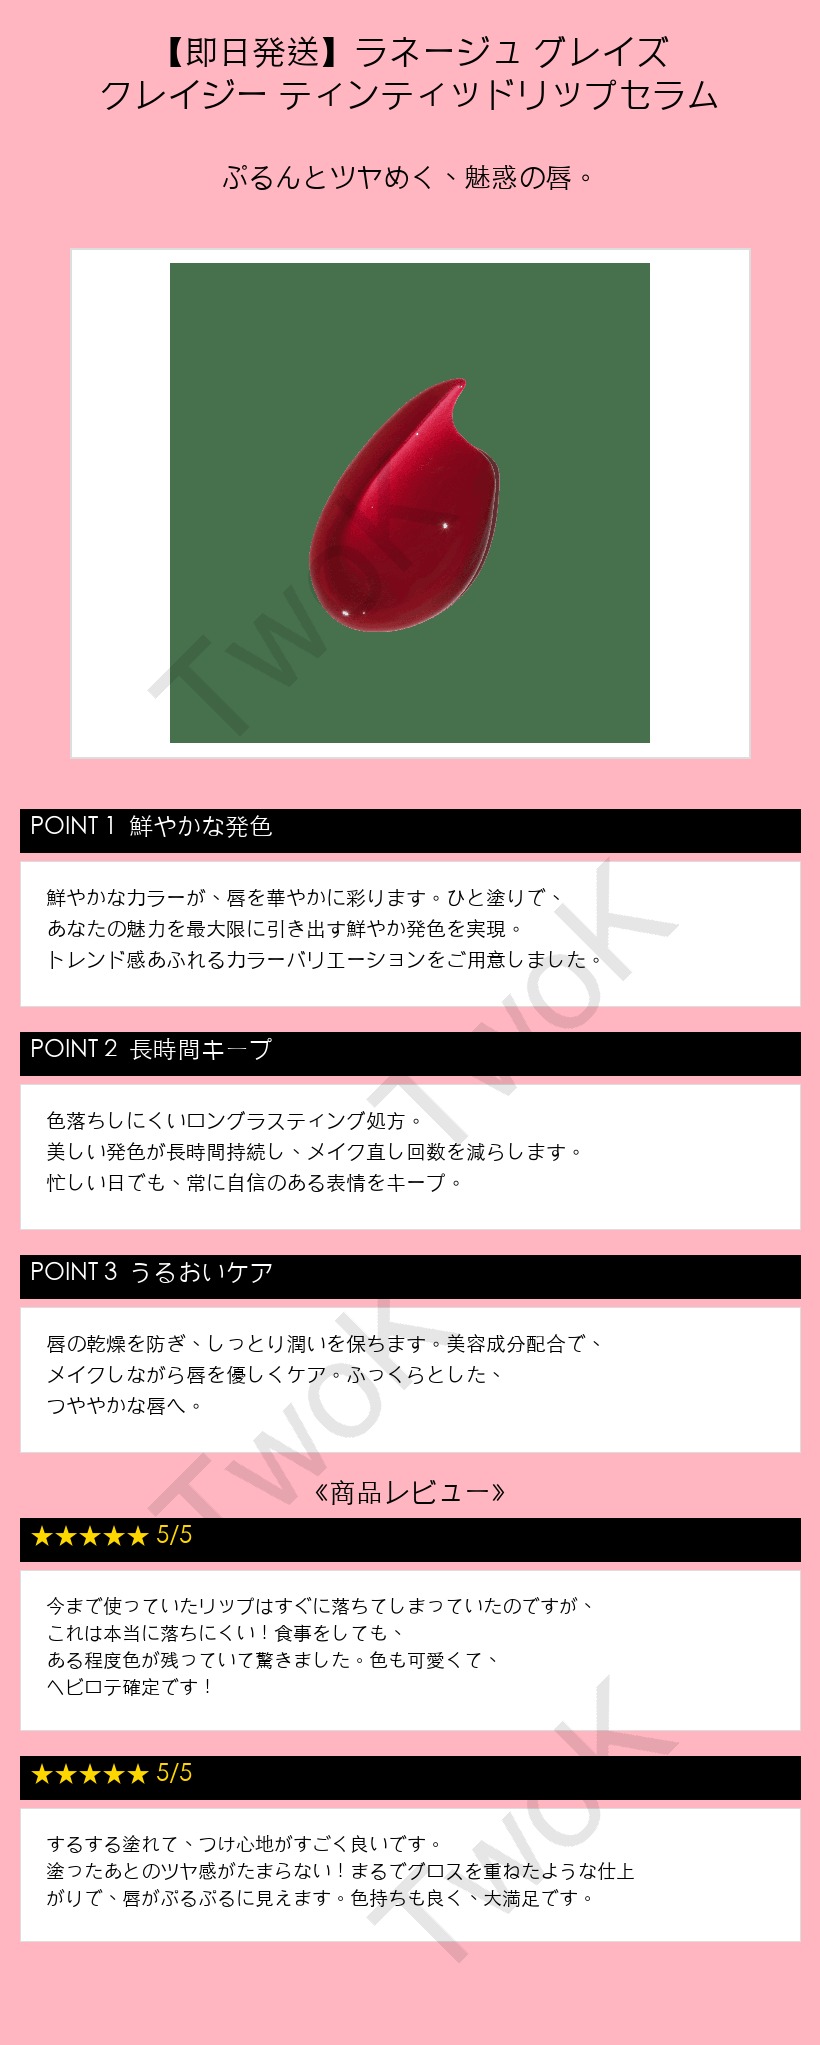 【即日発送】ラネージュ グレイズ
クレイジー ティンティッドリップセラム
ぷるんとツヤめく、魅惑の唇。
TwoK
POINT 1 鮮やかな発色
鮮やかなカラーが、唇を華やかに彩ります。ひと塗りで、
あなたの魅力を最大限に引き出す鮮やか発色を実現。
トレンド感あふれるカラーバリエーションをご用意しました。
TwoK
POINT 2 長時間キープ
色落ちしにくいロングラスティング処方。
美しい発色が長時間持続し、メイク直し回数を減らします。
忙しい日でも、常に自信のある表情をキープ。
POINT 3 うるおいケア
唇の乾燥を防ぎ、しっとり潤いを保ちます。美容成分配合で、
メイクしながら唇を優しくケア。ふっくらとした、
つややかな唇へ。
TwoK
《商品レビュー》
★★★★★ 5/5
今まで使っていたリップはすぐに落ちてしまっていたのですが、
これは本当に落ちにくい！食事をしても、
ある程度色が残っていて驚きました。色も可愛くて、
ヘビロテ確定です！
★★★★★ 5/5
するする塗れて、つけ心地がすごく良いです。
塗ったあとのツヤ感がたまらない！まるでグロスを重ねたような仕上
がりで、唇がぷるぷるに見えます。色持ちも良く、大満足です。
TwoK